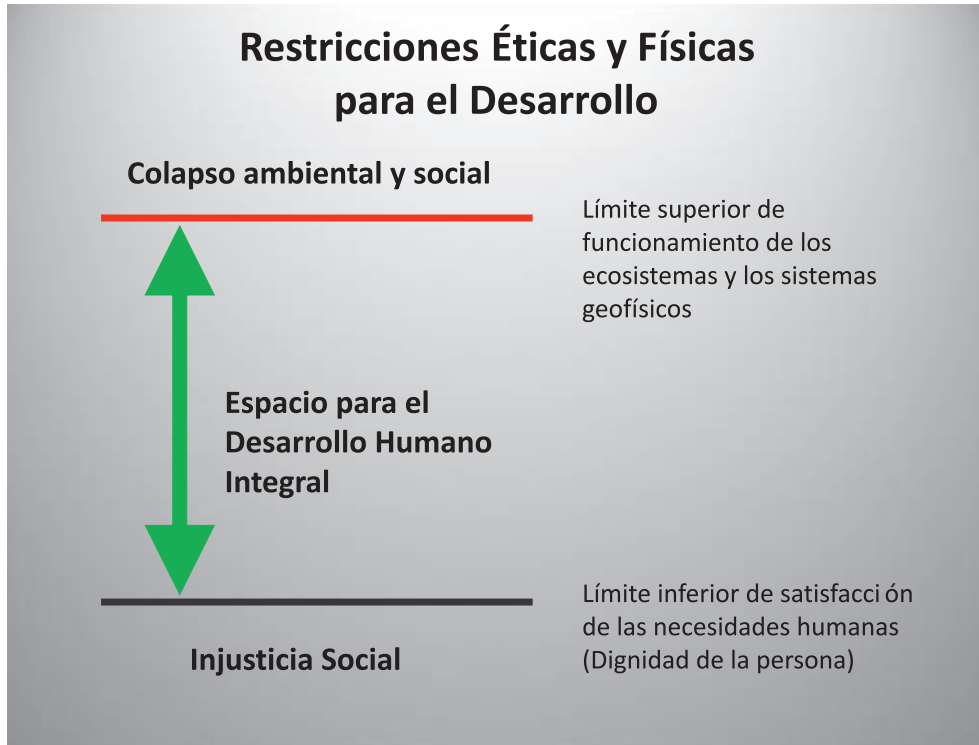 Restricciones Éticas y Físicas
para el Desarrollo
Colapso ambiental y social
Límite superior de
funcionamiento de los
ecosistemas y los sistemas
geofísicos
Espacio para el
Desarrollo Humano
Integral
Límite inferior de satisfacci ón
de las necesidades humanas
(Dignidad de la persona)
Injusticia Social